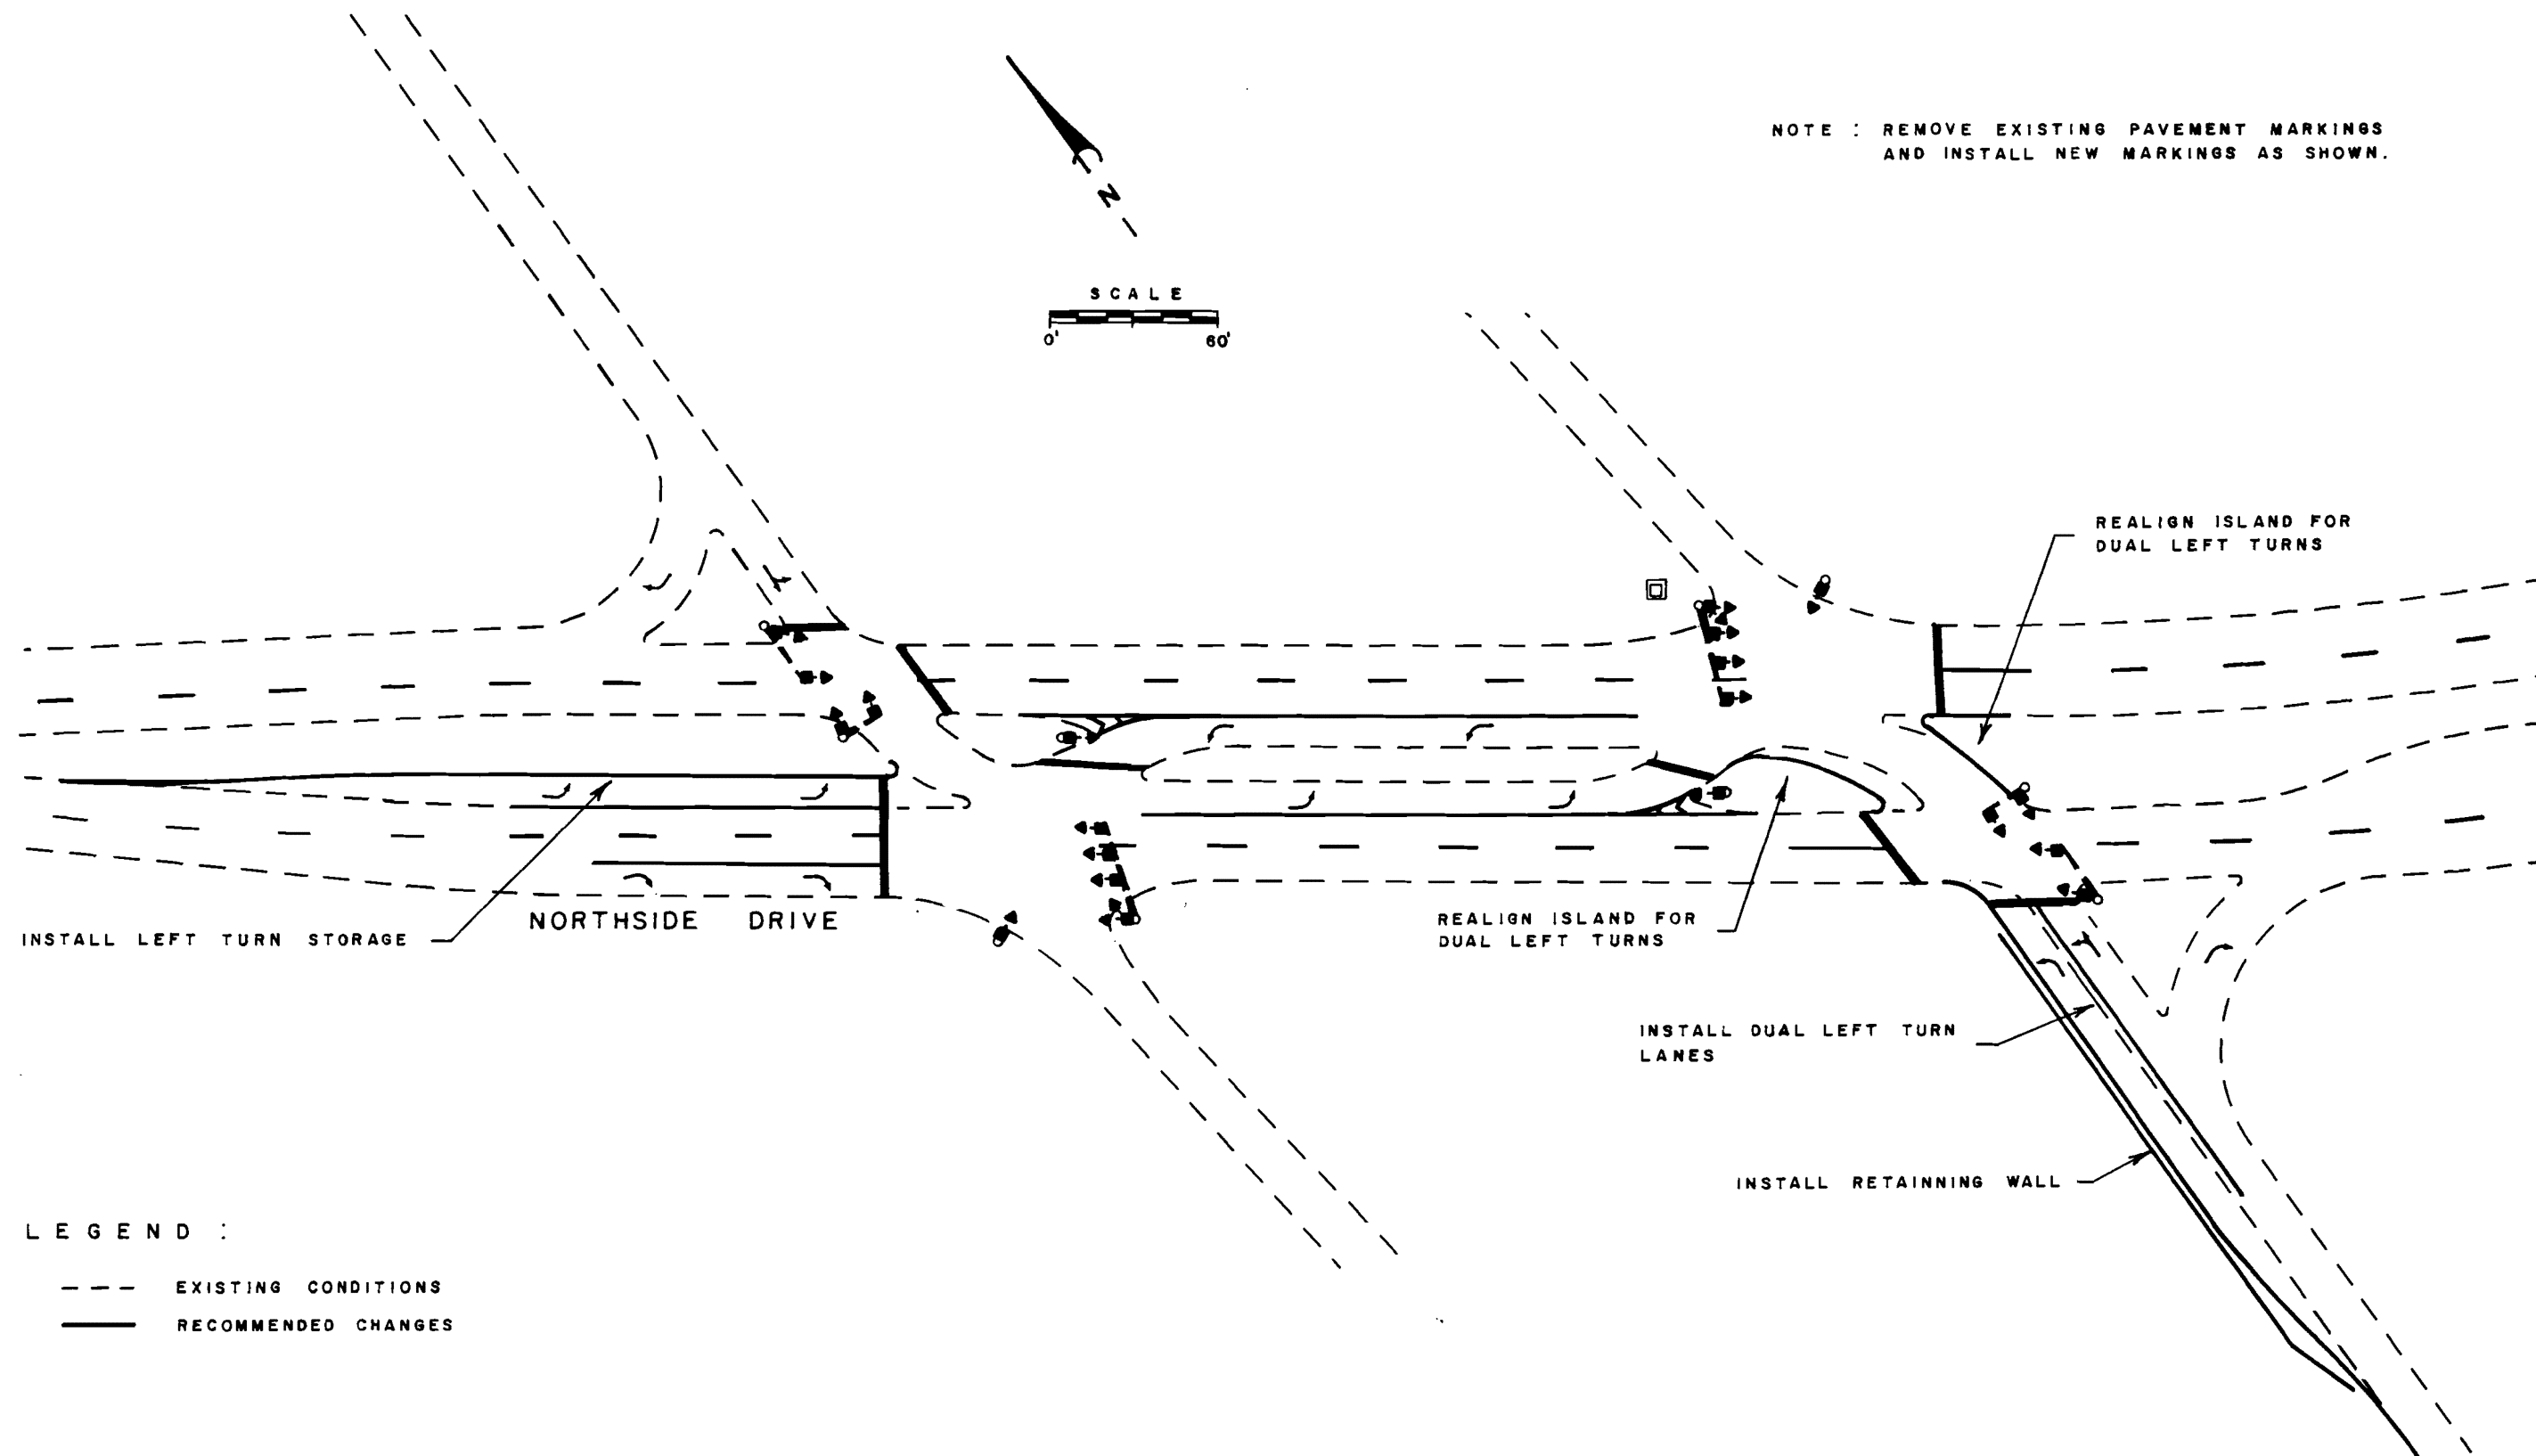 NOTE : REMOVE EXISTING PAVEMENT MARKINGS
AND INSTALL NEW MARKINGS AS SHOWN.
N
SCALE
0' 60'
REALIGN ISLAND FOR
DUAL LEFT TURNS
NORTHSIDE DRIVE
INSTALL LEFT TURN STORAGE
REALIGN ISLAND FOR
DUAL LEFT TURNS
INSTALL DUAL LEFT TURN
LANES
INSTALL RETAINNING WALL
LEGEND :
EXISTING CONDITIONS
RECOMMENDED CHANGES